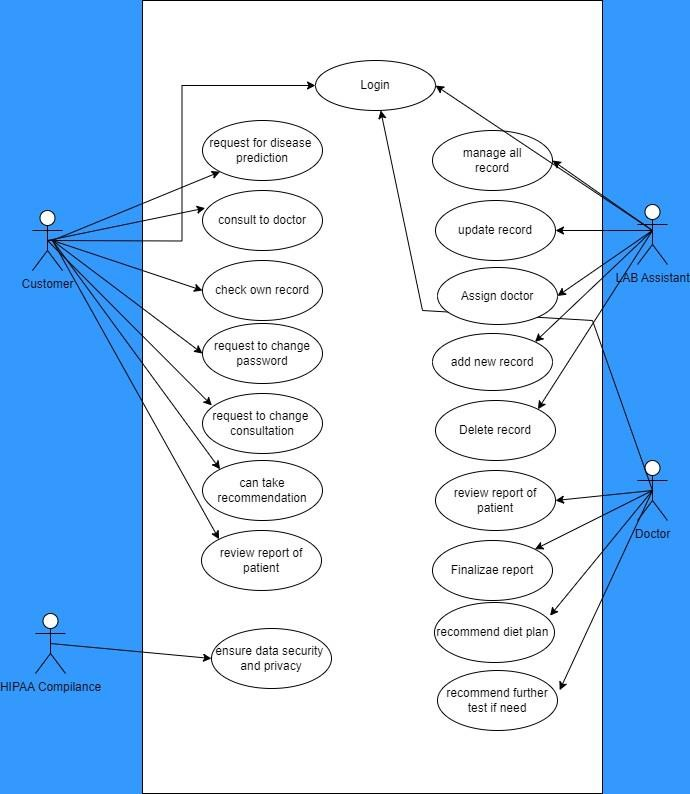 Login
request for disease
prediction
manage all
record
consult to doctor
update record
Customer
LAB Assistant
check own record
Assign doctor
request to change
password
add new record
request to change
consultation
Delete record
can take
recommendation
review report of
patient
Doctor
review report of
patient
Finalizae report
ensure data security
and privacy
recommend diet plan
HIPAA Compilance
recommend further
test if need